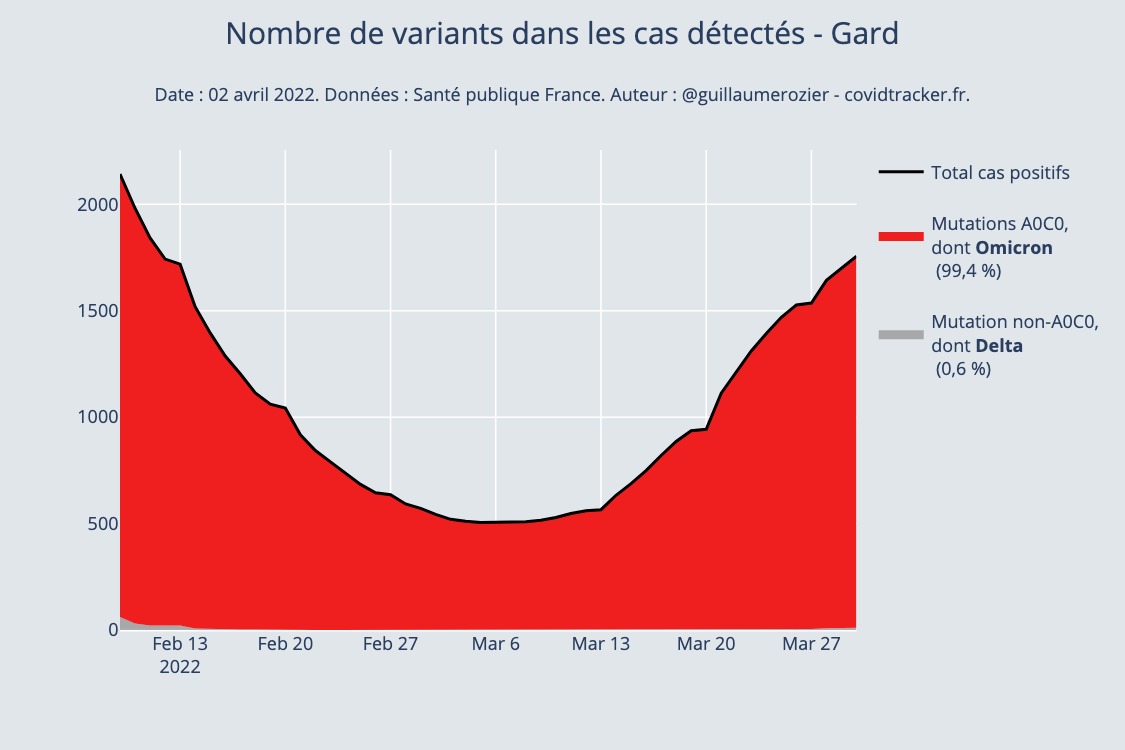 Nombre de variants dans les cas détectés - Gard
Date : 02 avril 2022. Données : Santé publique France. Auteur : @guillaumerozier - covidtracker.fr.
Total cas positifs
Mutations A0C0,
dont Omicron
(99,4 %)
Mutation non-A0C0,
dont Delta
(0,6 %)
2000
1500
1000
500
0
Feb 13 Feb 20 Feb 27 Mar 6 Mar 13 Mar 20 Mar 27
2022